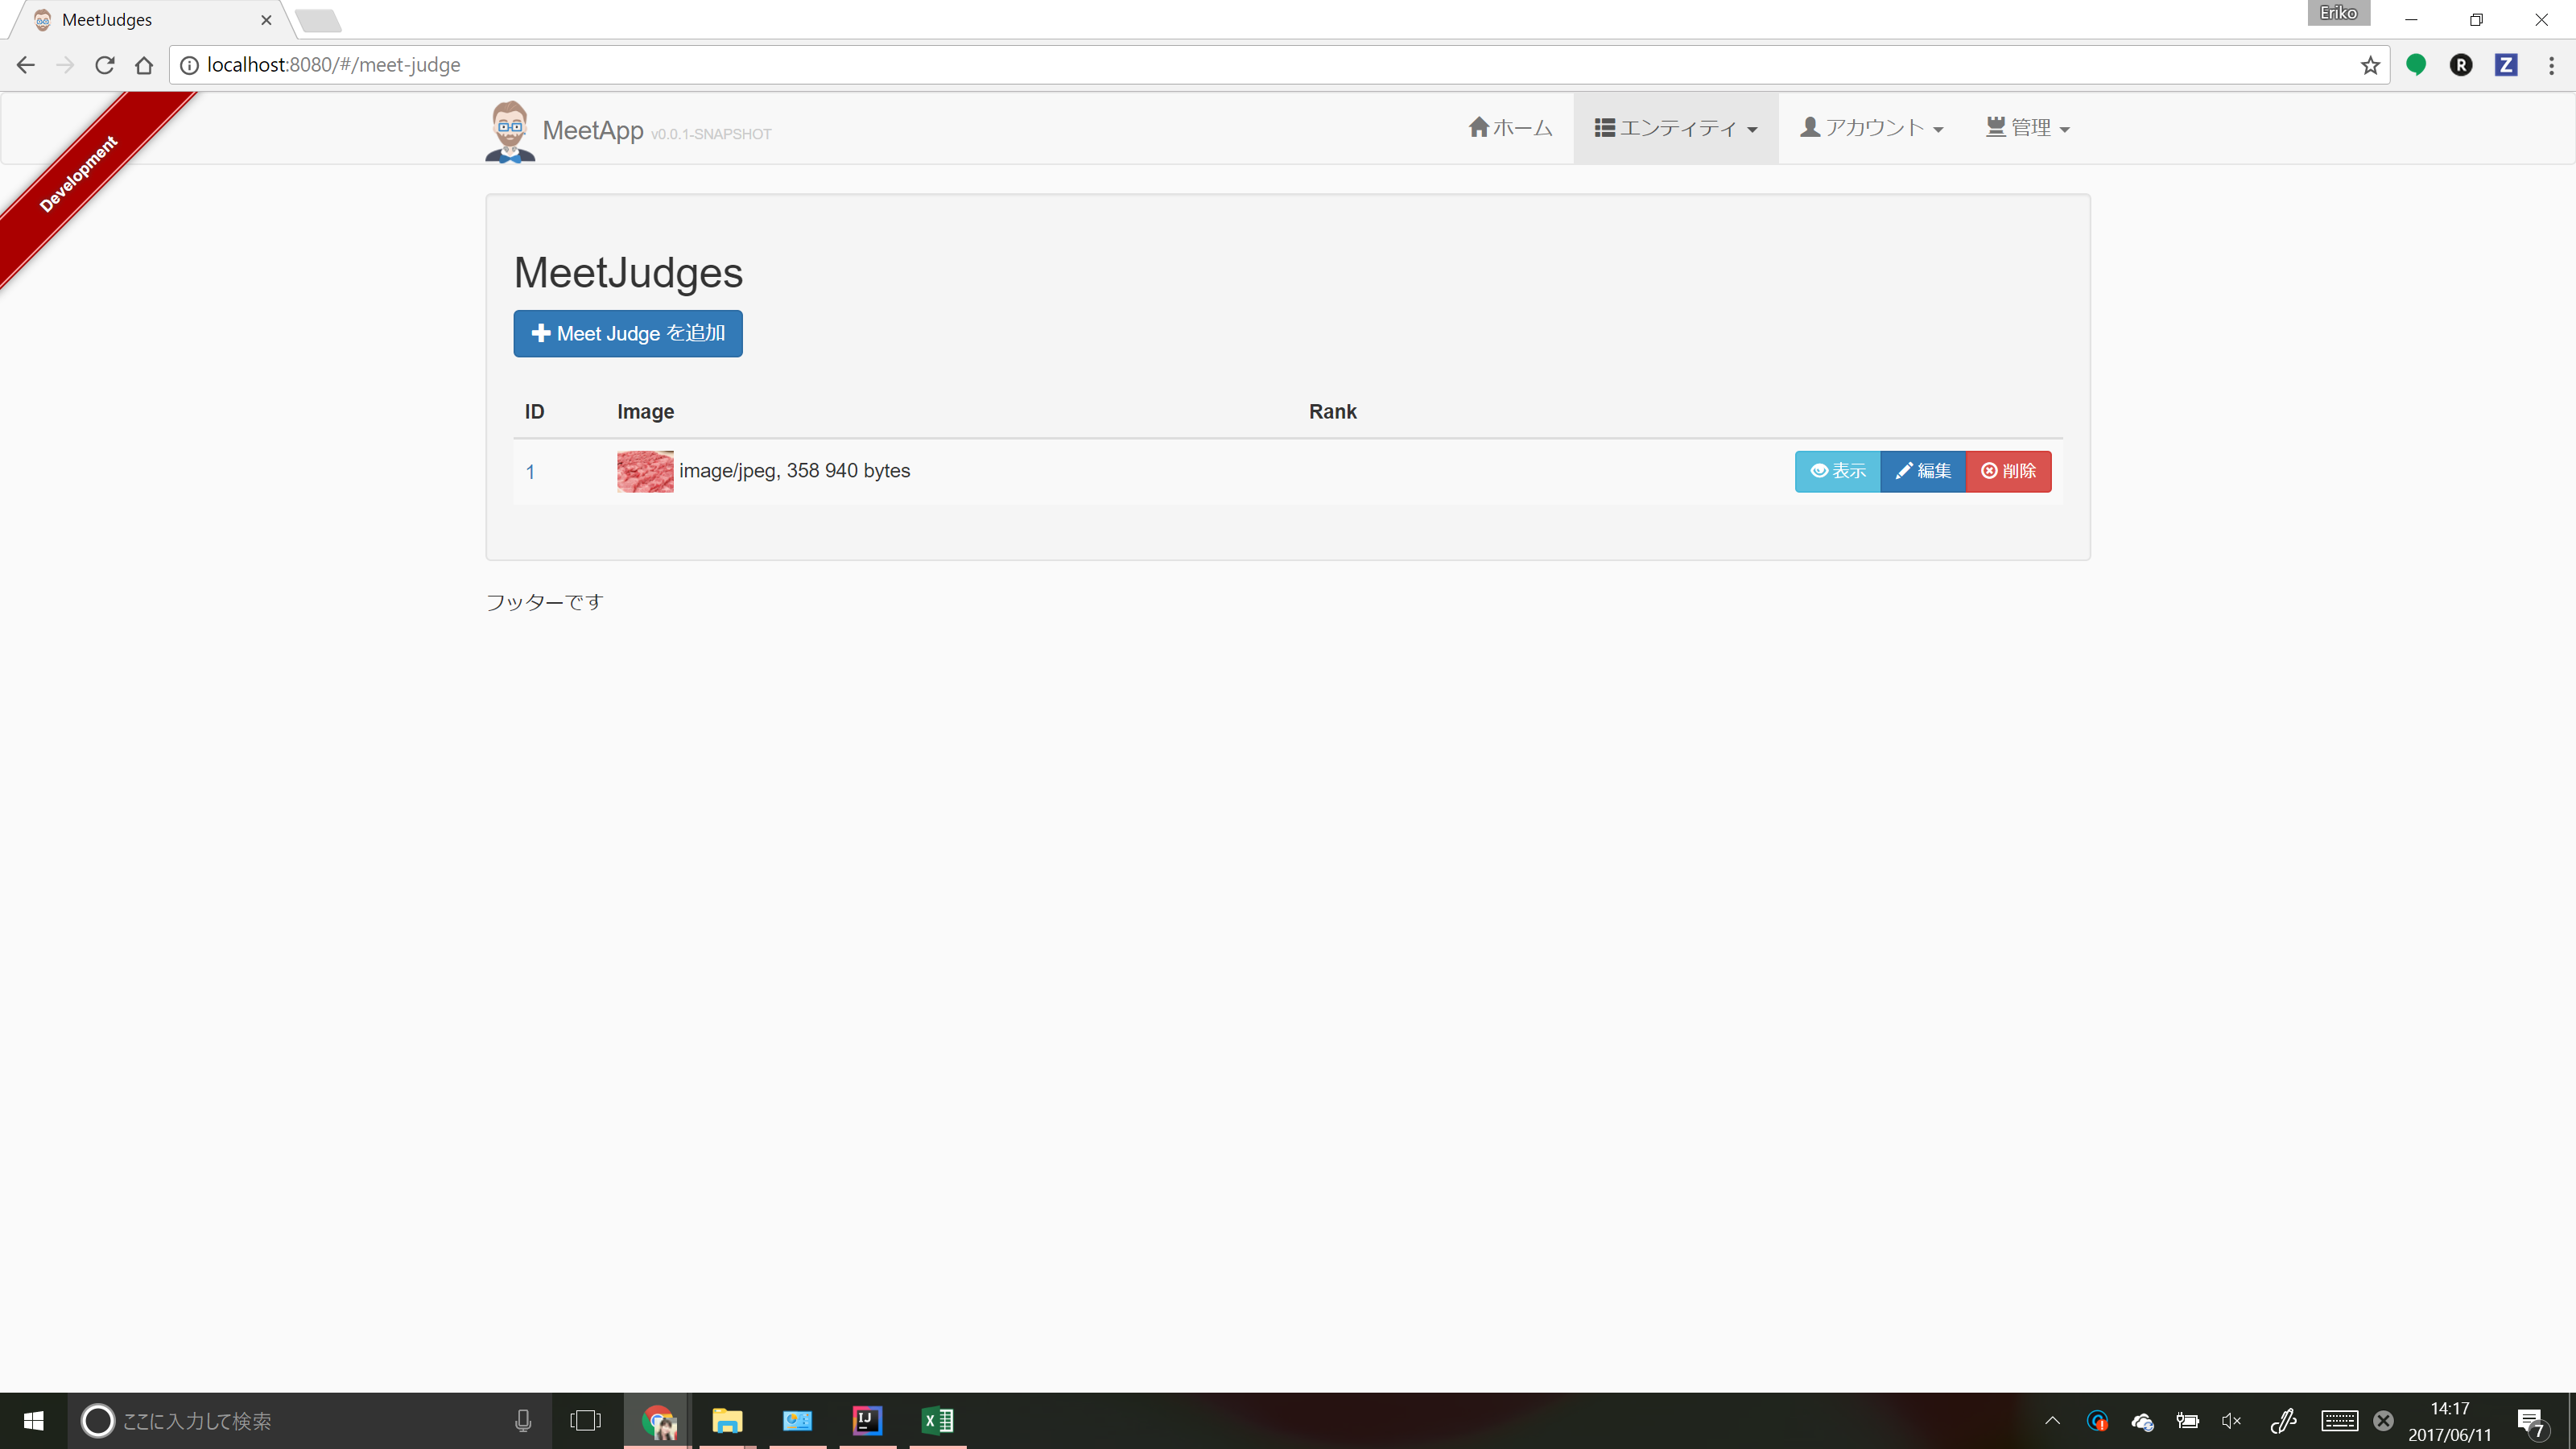 MeetJudges
Eriko
localhost:8080/#/meet-judge
R
Z
Development
MeetApp v0.0.1-SNAPSHOT
ホーム
エンティティ
アカウント
管理
MeetJudges
Meet Judge を追加
ID Image Rank
1 image/jpeg, 358 940 bytes 表示 編集 削除
フッターです
ここに入力して検索
IJ
X
14:17
2017/06/11
7